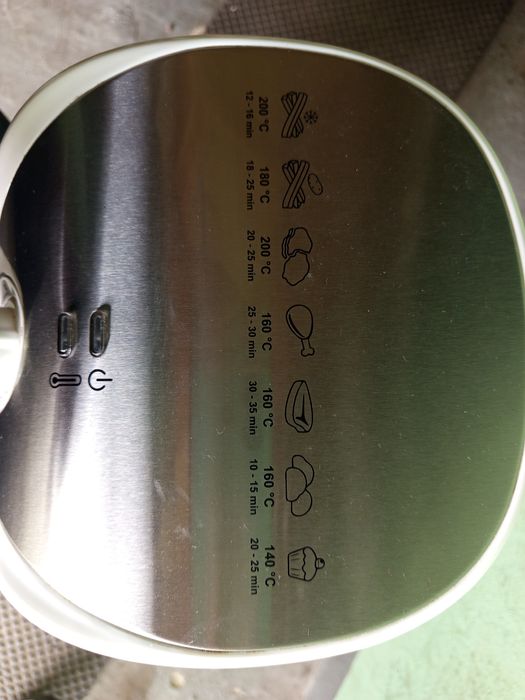 200 °C
12 - 16 min
180 °C
18 - 25 min
200 °C
20 - 25 min
160 °C
25 - 30 min
160 °C
30 - 35 min
160 °C
10 - 15 min
140 °C
20 - 25 min